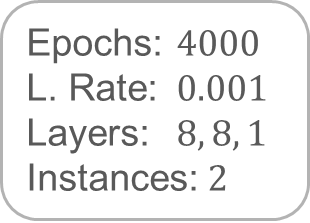 Epochs: 4000
L. Rate: 0.001
Layers: 8, 8, 1
Instances: 2